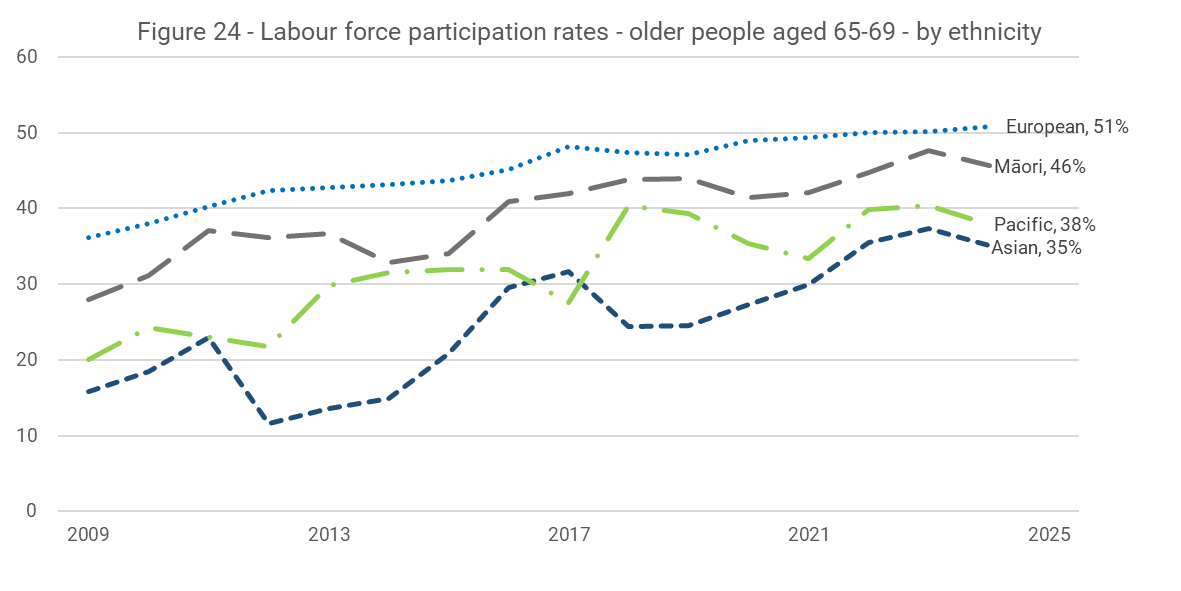 Figure 24 - Labour force participation rates - older people aged 65-69 - by ethnicity
60
50
40
30
20
10
0
European, 51%
Māori, 46%
Pacific, 38%
Asian, 35%
2009 2013 2017 2021 2025